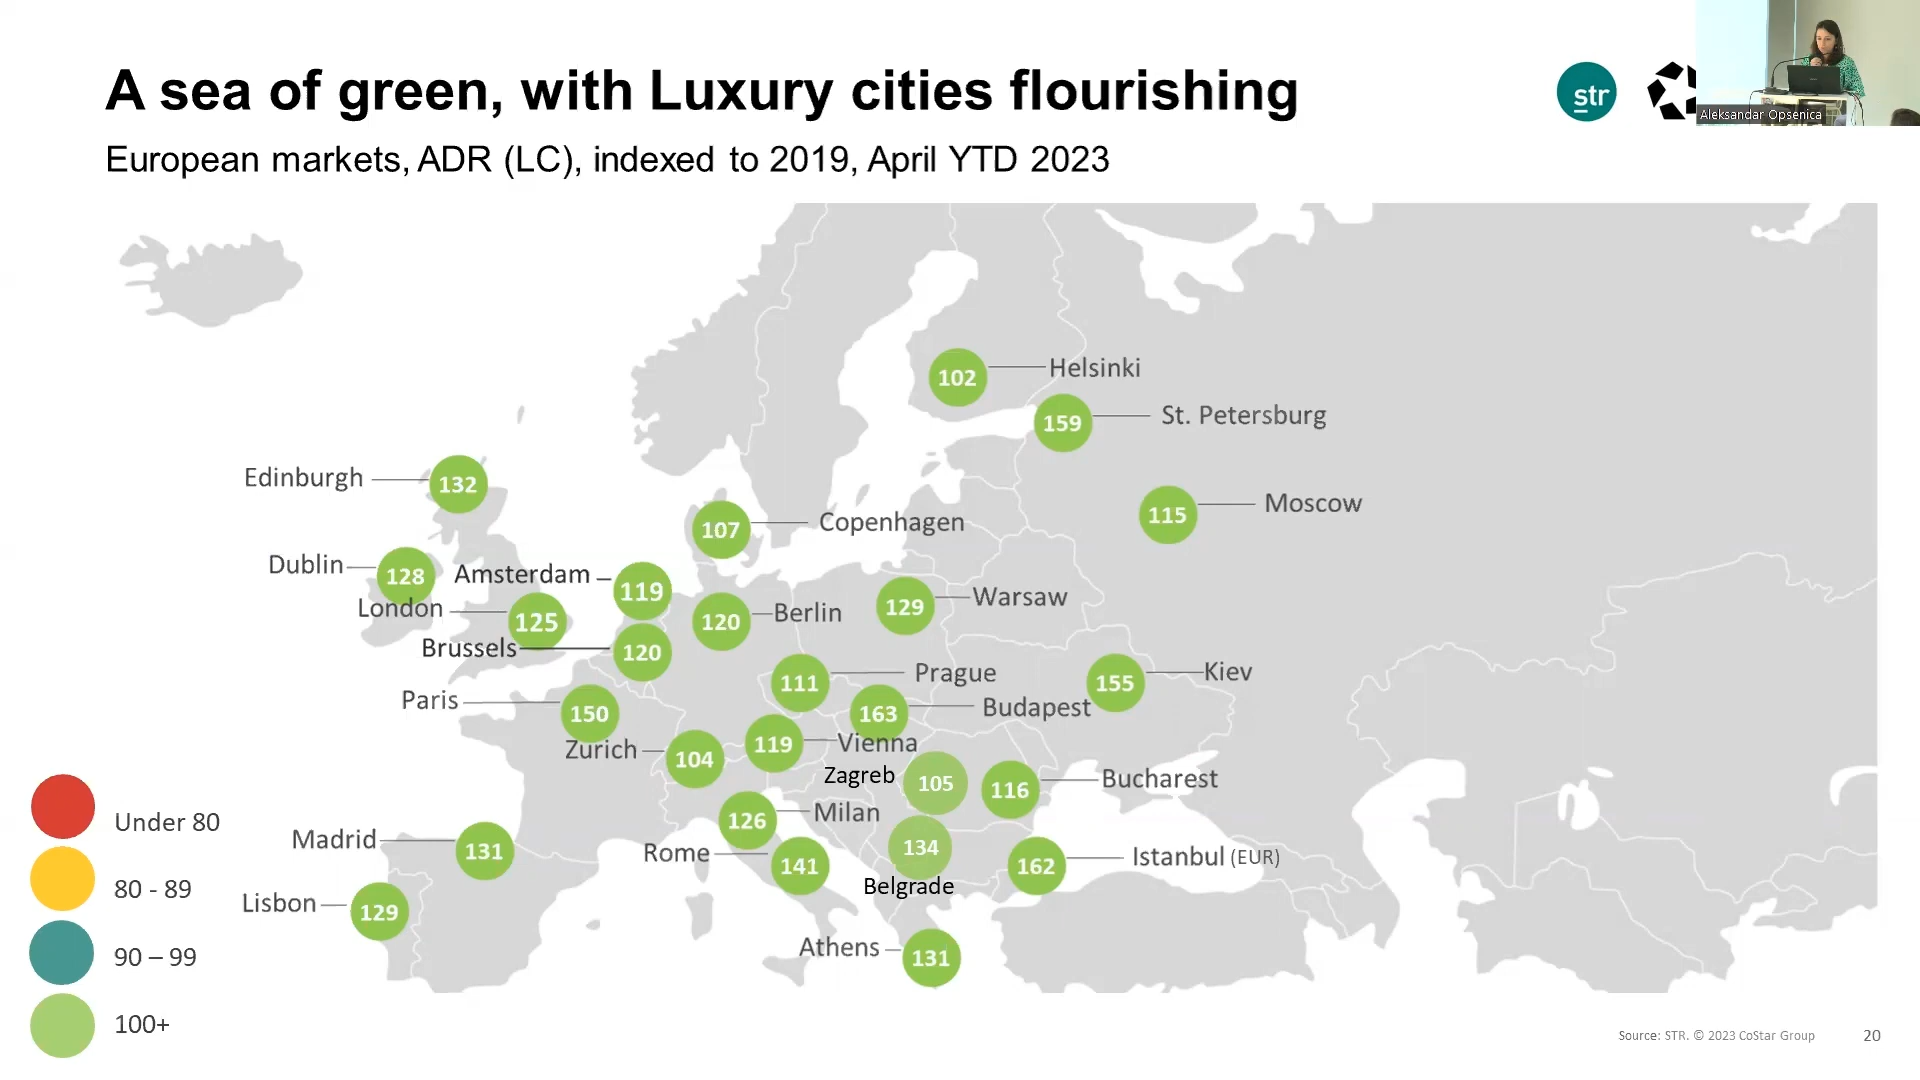 A sea of green, with Luxury cities flourishing
European markets, ADR (LC), indexed to 2019, April YTD 2023
str
Aleksandar Opsenica
102
Helsinki
159
St. Petersburg
Edinburgh
132
115
Moscow
107
Copenhagen
Dublin
128
Amsterdam
119
London
125
120
Berlin
129
Warsaw
Brussels
120
111
Prague
155
Kiev
Paris
150
163
Budapest
Zurich
104
119
Vienna
Zagreb
105
116
Bucharest
126
Milan
Madrid
131
Rome
141
134
Belgrade
162
Istanbul (EUR)
Lisbon
129
Athens
131
Under 80
80 - 89
90 – 99
100+
Source: STR. © 2023 CoStar Group
20